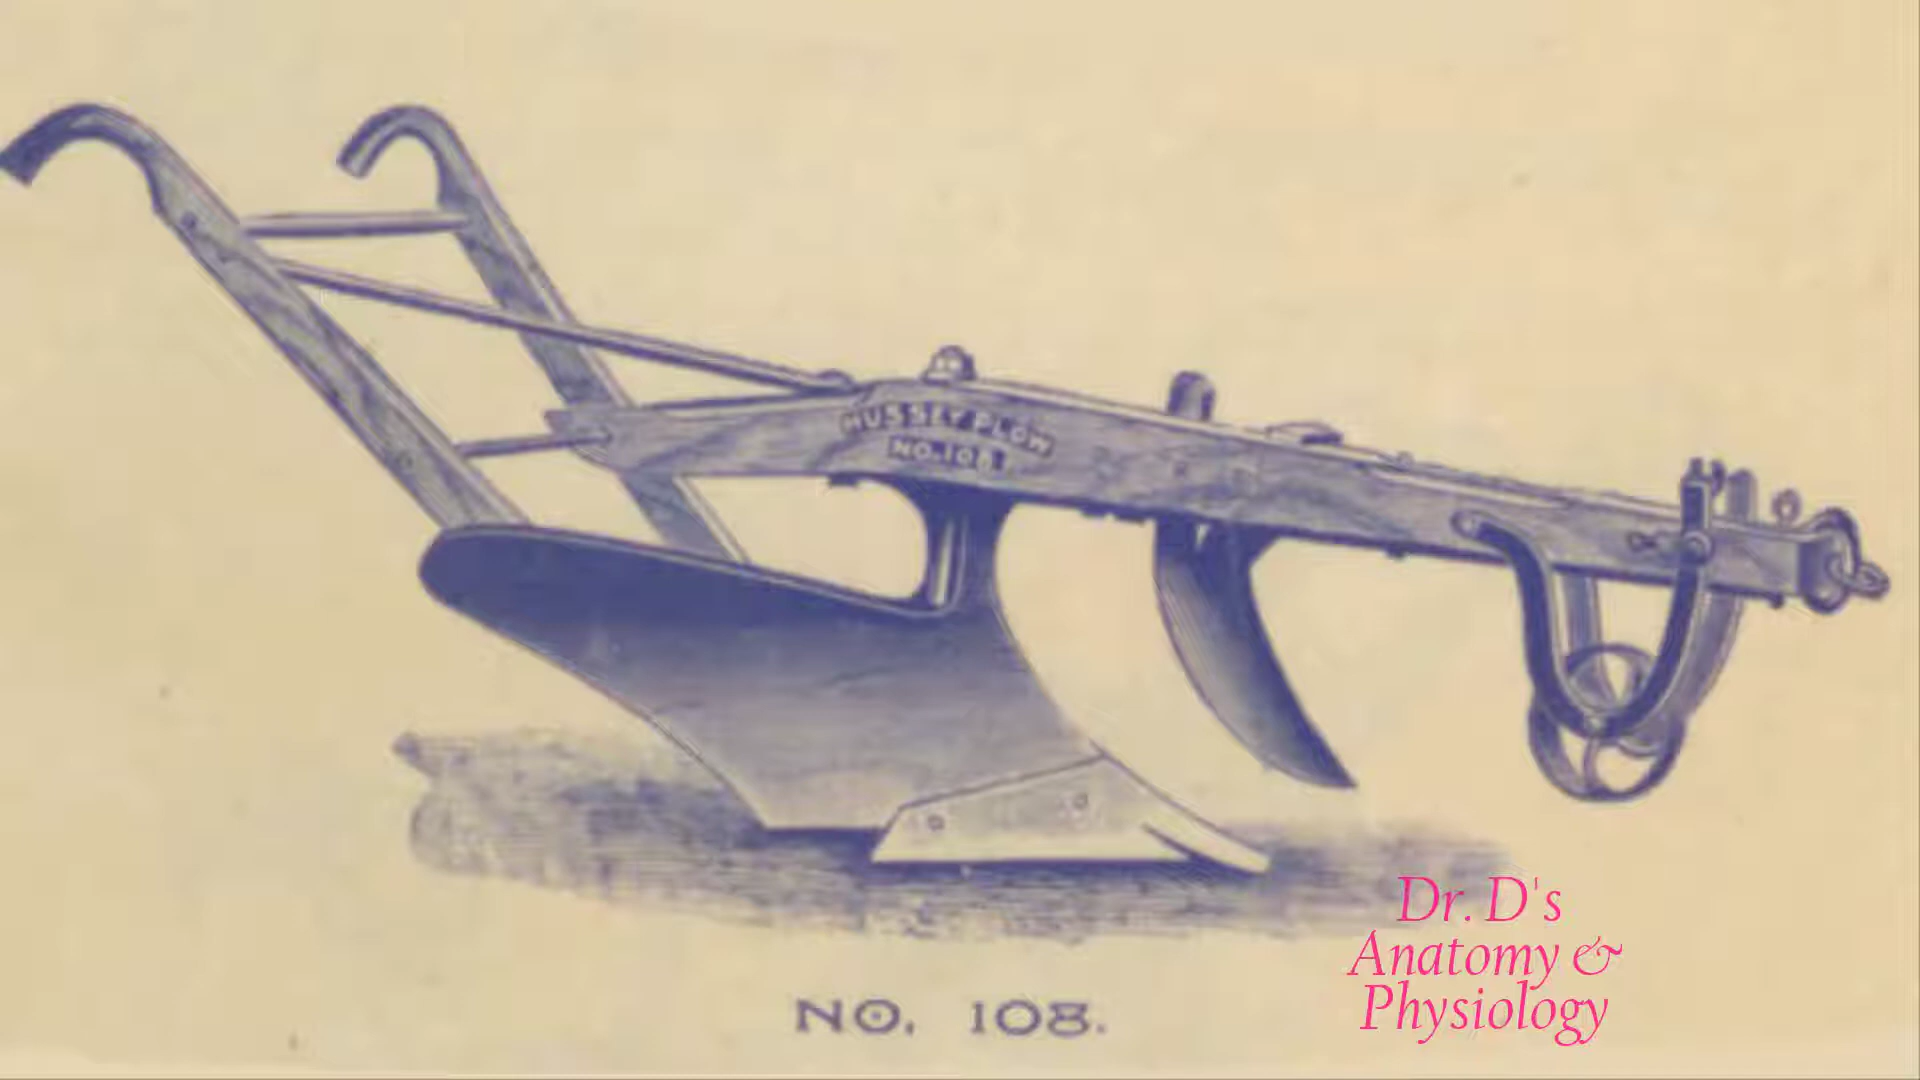 HUSSEY PLOW
NO. 108
NO. 108.
Dr. D's
Anatomy &
Physiology